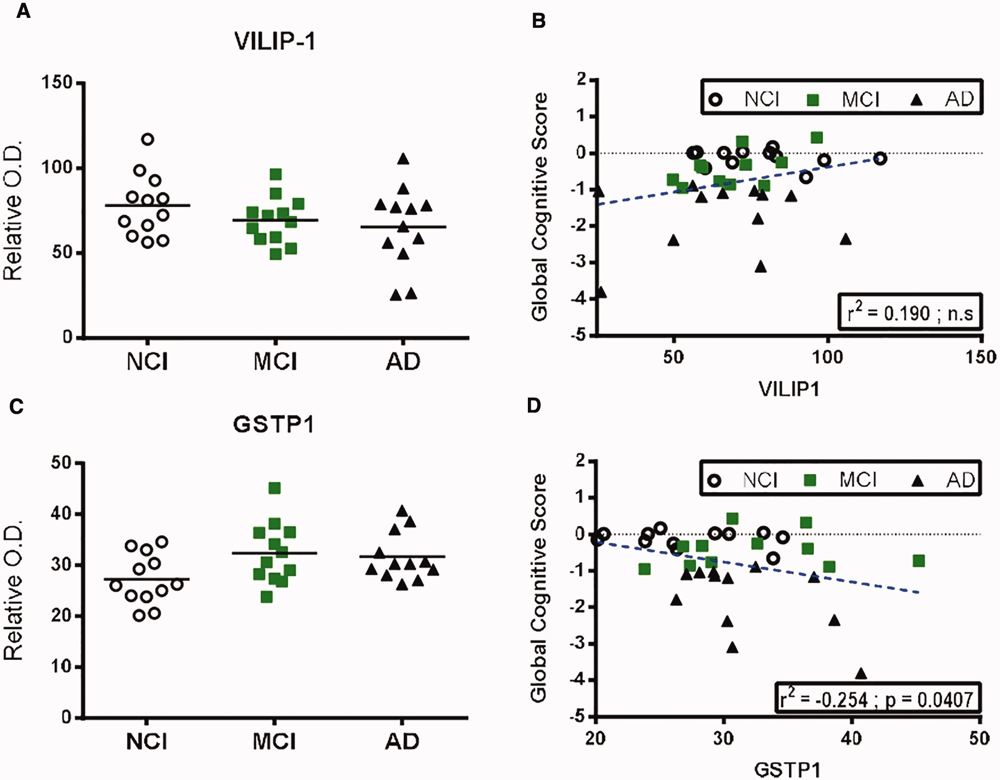 A
VILIP-1
150
100
50
0
Relative O.D.
NCI MCI AD
B
2
1
0
-1
-2
-3
-4
-5
Global Cognitive Score
NCI MCI AD
r² = 0.190 ; n.s
50 100 150
VILIP1
C
GSTP1
50
40
30
20
10
0
Relative O.D.
NCI MCI AD
D
2
1
0
-1
-2
-3
-4
-5
Global Cognitive Score
NCI MCI AD
r² = -0.254 ; p = 0.0407
20 30 40 50
GSTP1